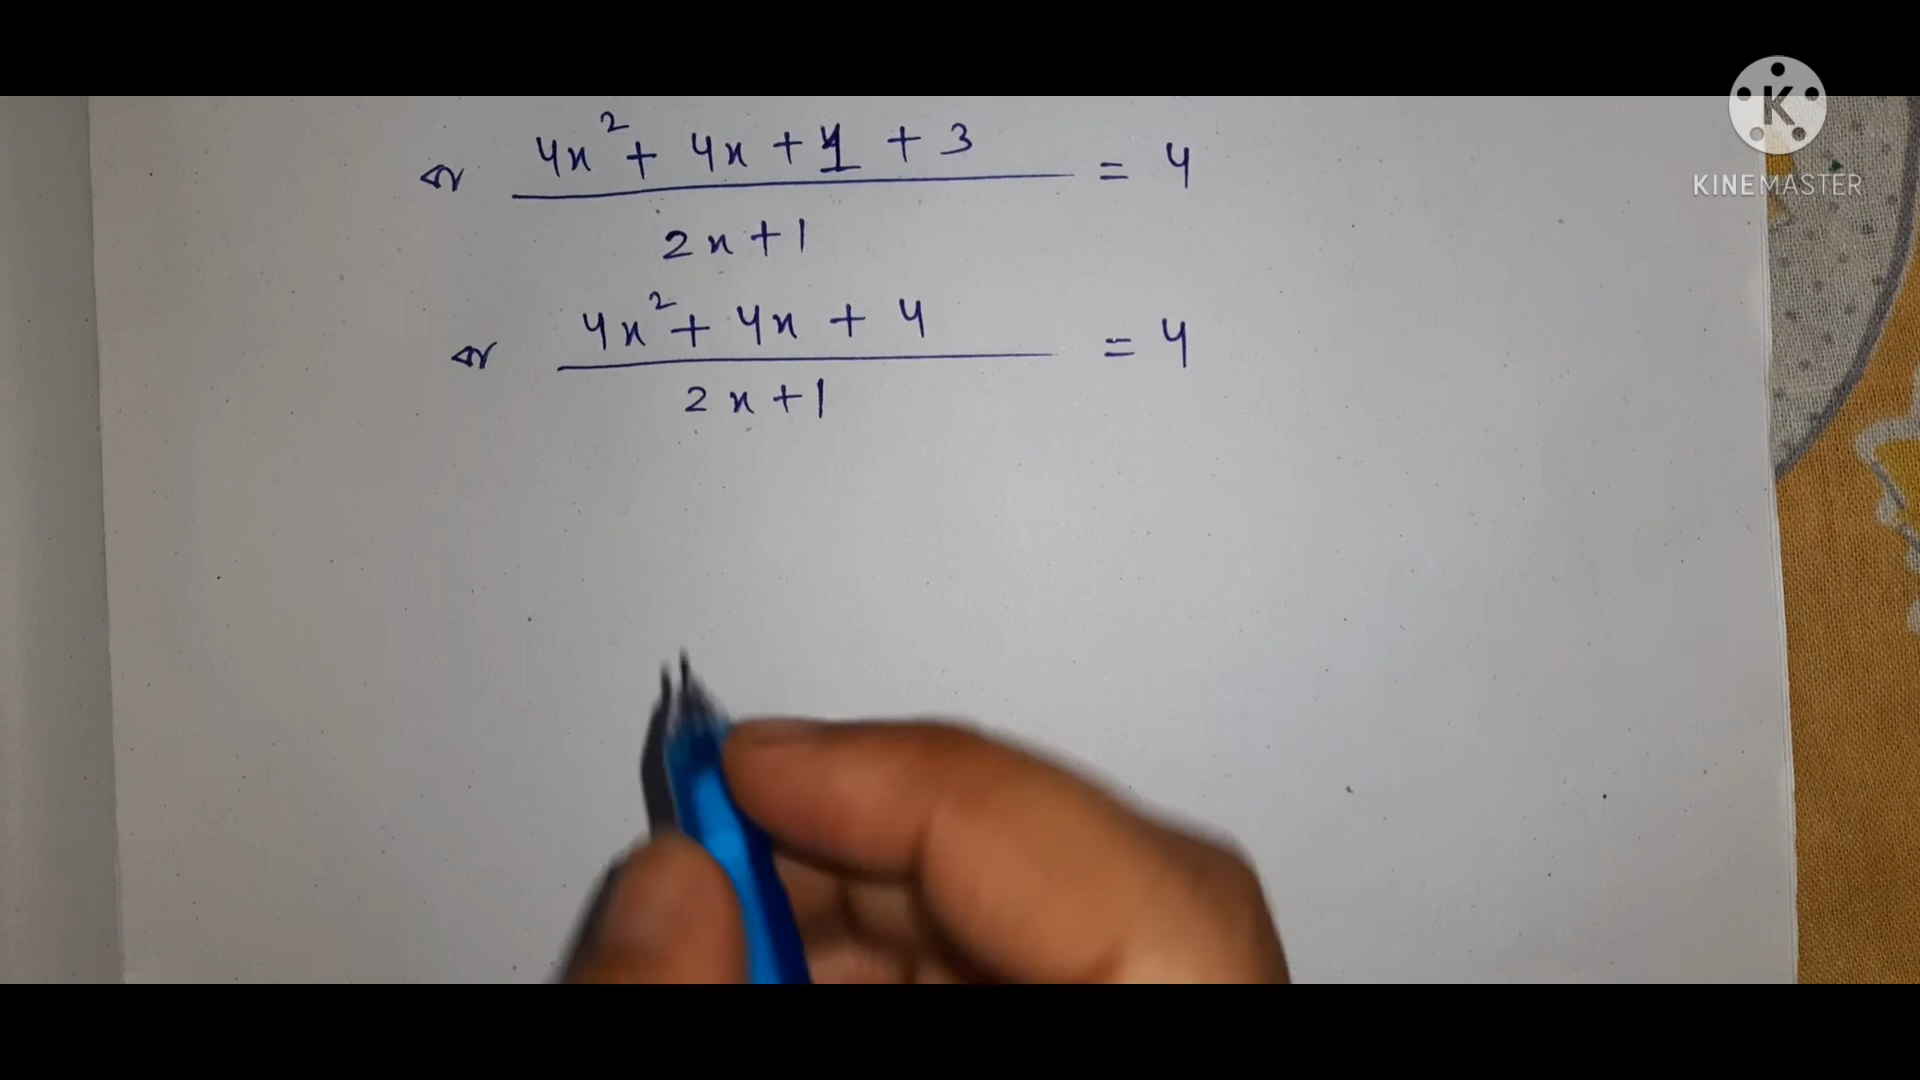 K
KINEMASTER
or 4x² + 4x + 1 + 3 = 4
2x+1
or 4x² + 4x + 4 = 4
2x+1